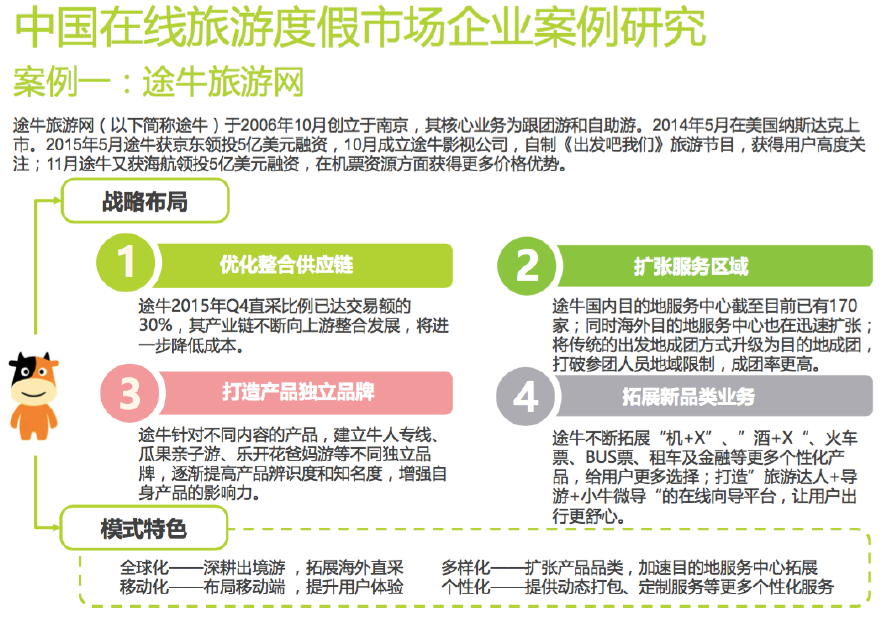 中国在线旅游度假市场企业案例研究
案例一：途牛旅游网
途牛旅游网（以下简称途牛）于2006年10月创立于南京，其核心业务为跟团游和自助游。2014年5月在美国纳斯达克上
市。2015年5月途牛获京东领投5亿美元融资，10月成立途牛影视公司，自制《出发吧我们》旅游节目，获得用户高度关
注；11月途牛又获海航领投5亿美元融资，在机票资源方面获得更多价格优势。
战略布局
1 优化整合供应链
途牛2015年Q4直采比例已达交易额的
30%，其产业链不断向上游整合发展，将进
一步降低成本。
2 扩张服务区域
途牛国内目的地服务中心截至目前已有170
家；同时海外目的地服务中心也在迅速扩张；
将传统的出发地成团方式升级为目的地成团，
打破参团人员地域限制，成团率更高。
3 打造产品独立品牌
途牛针对不同内容的产品，建立牛人专线、
瓜果亲子游、乐开花爸妈游等不同独立品
牌，逐渐提高产品辨识度和知名度，增强自
身产品的影响力。
4 拓展新品类业务
途牛不断拓展“机+X”、”酒+X“、火车
票、BUS票、租车及金融等更多个性化产
品，给用户更多选择；打造”旅游达人+导
游+小牛微导“的在线向导平台，让用户出
行更舒心。
模式特色
全球化——深耕出境游，拓展海外直采
多样化——扩张产品品类，加速目的地服务中心拓展
移动化——布局移动端，提升用户体验
个性化——提供动态打包、定制服务等更多个性化服务